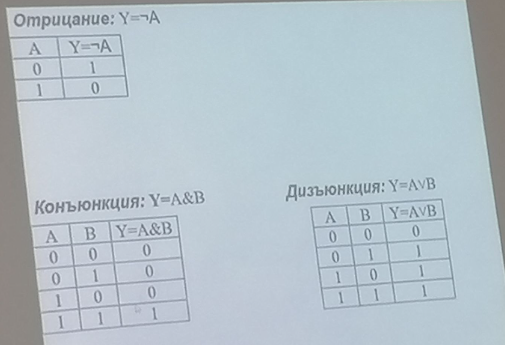 Отрицание: Y=¬A
A Y=¬A
0 1
1 0
Конъюнкция: Y=A&B
A B Y=A&B
0 0 0
0 1 0
1 0 0
1 1 1
Дизъюнкция: Y=A∨B
A B Y=A∨B
0 0 0
0 1 1
1 0 1
1 1 1